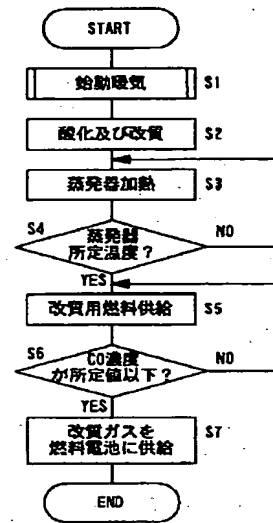 START
始動暖気 S1
酸化及び改質 S2
蒸発器加熱 S3
S4 蒸発器 NO
所定温度？
YES
改質用燃料供給 S5
S6 CO濃度 NO
が所定値以下？
YES
改質ガスを S7
燃料電池に供給
END